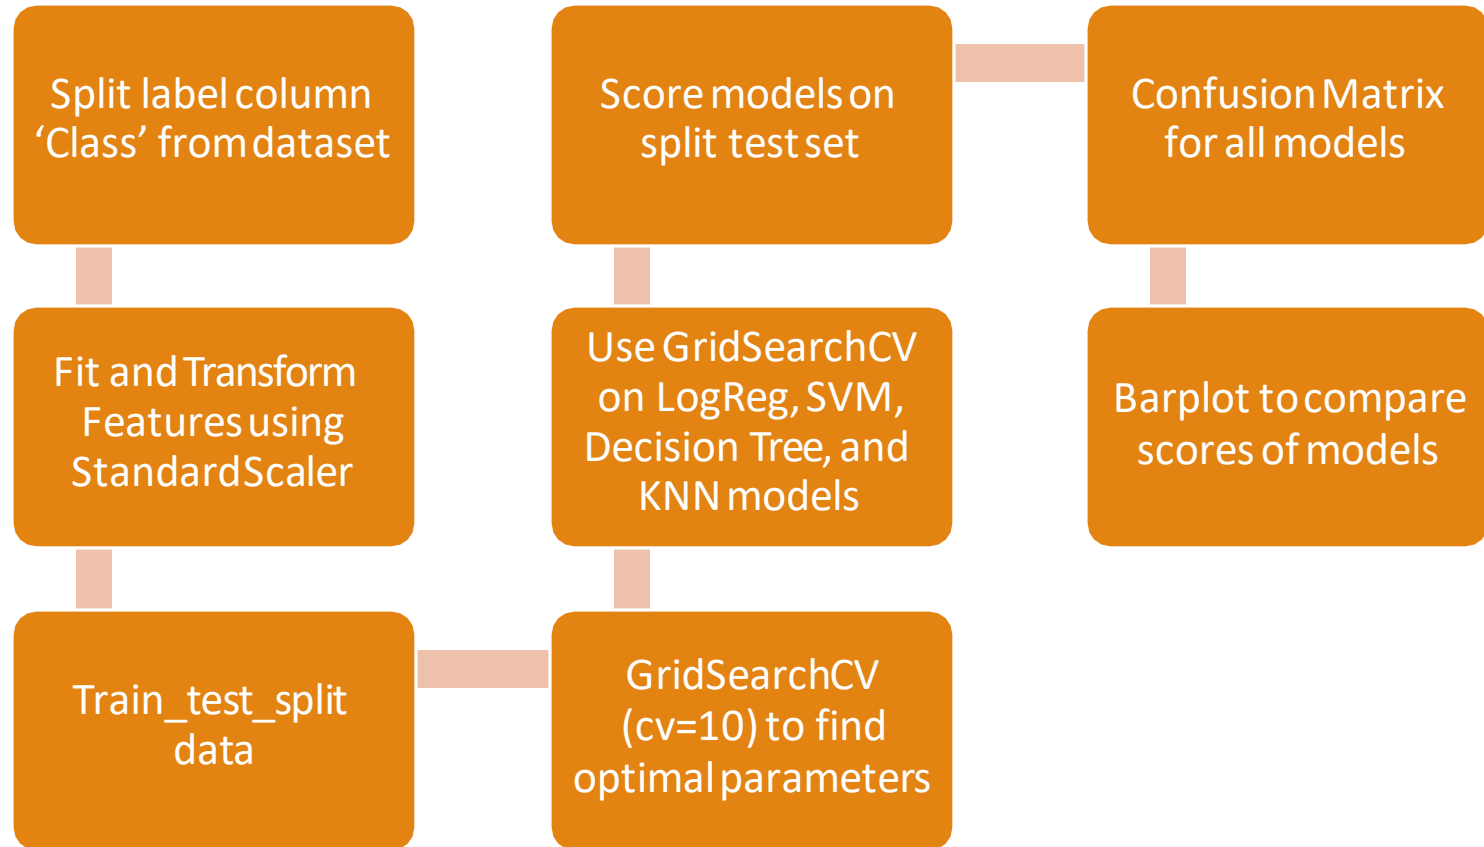 Split label column
‘Class’ from dataset
Fit and Transform
Features using
StandardScaler
Train_test_split
data
GridSearchCV
(cv=10) to find
optimal parameters
Use GridSearchCV
on LogReg, SVM,
Decision Tree, and
KNN models
Score models on
split test set
Confusion Matrix
for all models
Barplot to compare
scores of models